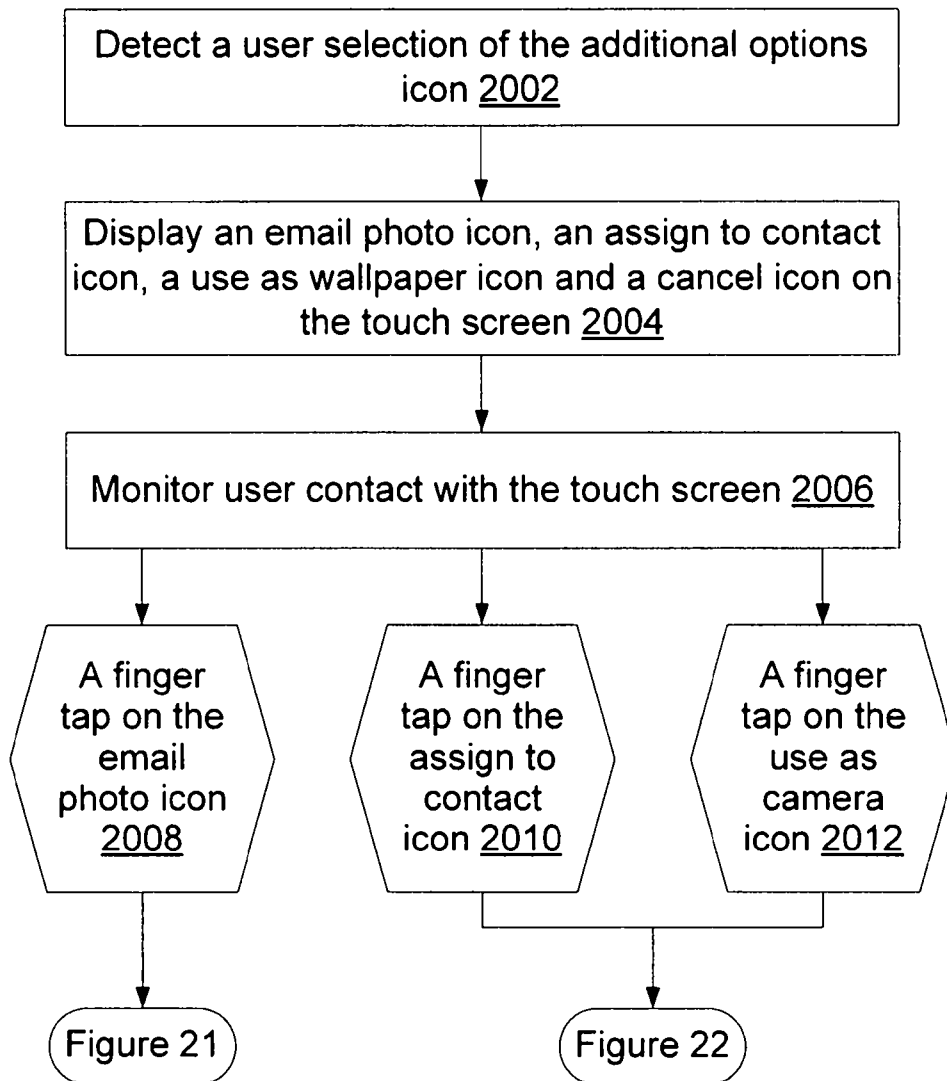 Detect a user selection of the additional options
icon 2002
Display an email photo icon, an assign to contact
icon, a use as wallpaper icon and a cancel icon on
the touch screen 2004
Monitor user contact with the touch screen 2006
A finger
tap on the
email
photo icon
2008
A finger
tap on the
assign to
contact
icon 2010
A finger
tap on the
use as
camera
icon 2012
Figure 21
Figure 22